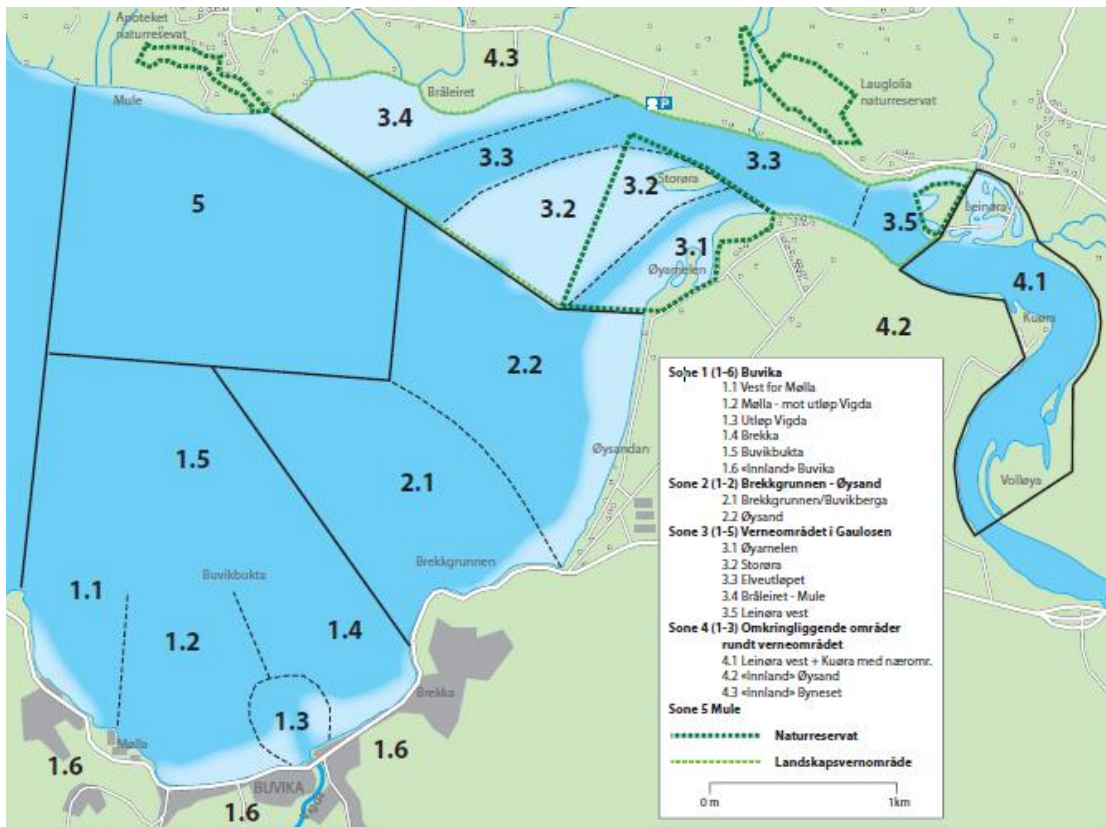 Apoteket
naturresevat
4.3
Mule
Bråleiret
3.4
P
Lauglolia
naturreservat
3.3
3.3
3.2
Storøra
5
3.2
3.5
Leinøra
3.1
Øyamelen
4.1
4.2
Kuøra
2.2
Sone 1 (1-6) Buvika
1.1 Vest for Mølla
1.2 Mølla - mot utløp Vigda
1.3 Utløp Vigda
1.4 Brekka
1.5 Buvikbukta
1.6 «Innland» Buvika
Sone 2 (1-2) Brekkgrunnen - Øysand
2.1 Brekkgrunnen/Buvikberga
2.2 Øysand
Sone 3 (1-5) Verneområdet i Gaulosen
3.1 Øyamelen
3.2 Storøra
3.3 Elveutløpet
3.4 Bråleiret - Mule
3.5 Leinøra vest
Sone 4 (1-3) Omkringliggende områder
rundt verneområdet
4.1 Leinøra vest + Kuøra med næromr.
4.2 «Innland» Øysand
4.3 «Innland» Byneset
Sone 5 Mule
Naturreservat
Landskapsvernområde
0 m
1km
Øysandan
1.5
2.1
Volløya
Brekkgrunnen
Buvikbukta
1.1
1.2
1.4
Brekka
1.3
Mølla
1.6
1.6
BUVIKA
1.6
Vigda